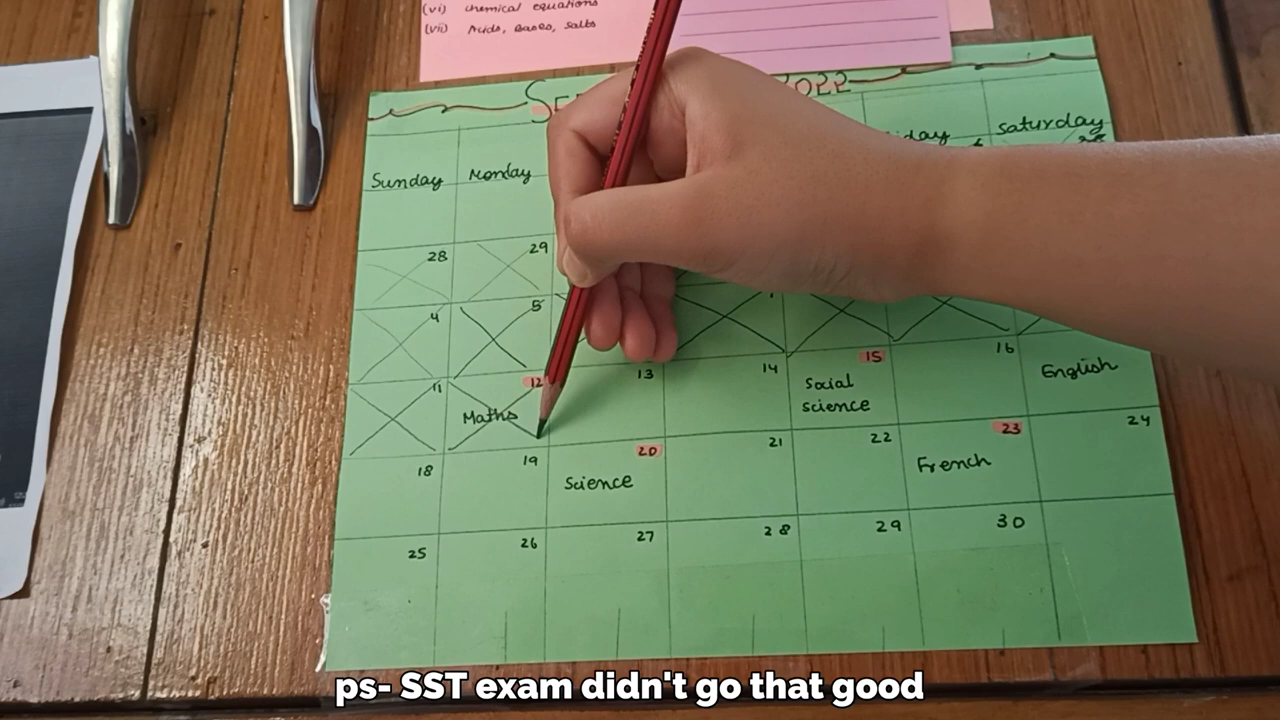 (vi) chemical equations
(vii) Acids, Bases, Salts
2022
Sunday Monday Saturday
28 29
4 5
11 12 13 14 15 16
Maths Social science English
18 19 20 21 22 23 24
Science French
25 26 27 28 29 30
ps- SST exam didn't go that good